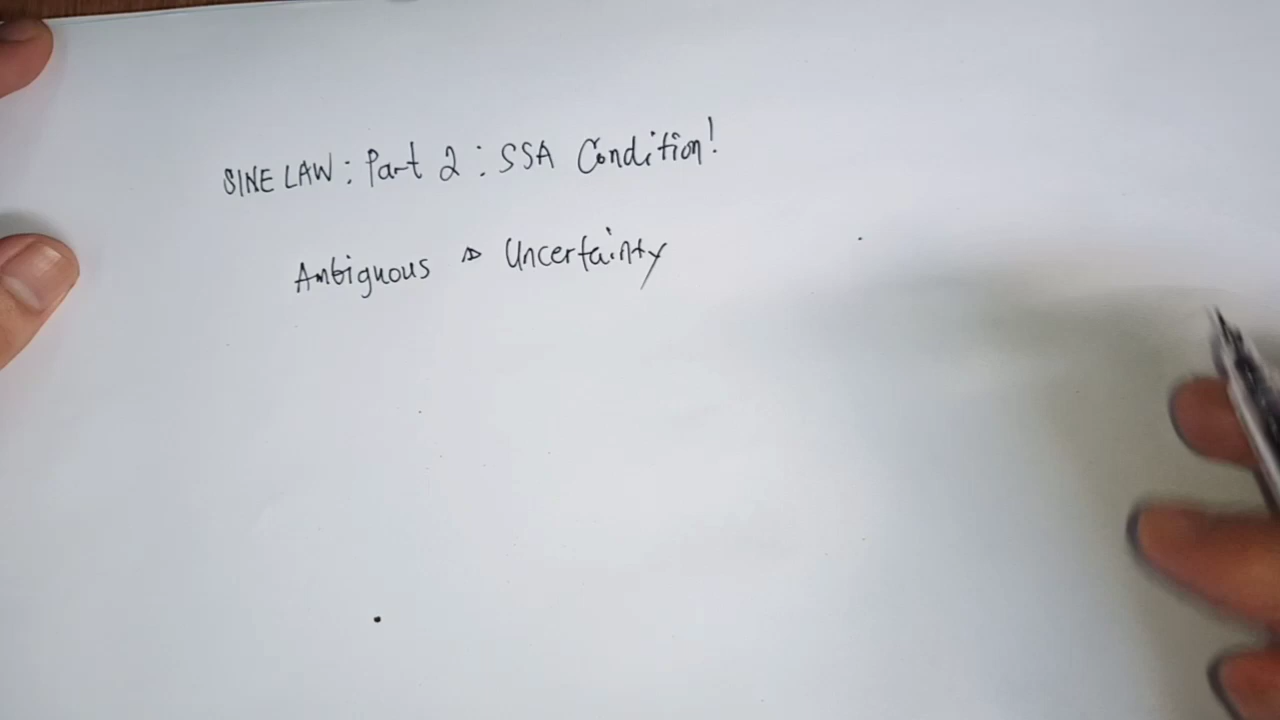 SINE LAW : Part 2 : SSA Condition!
Ambiguous → Uncertainty